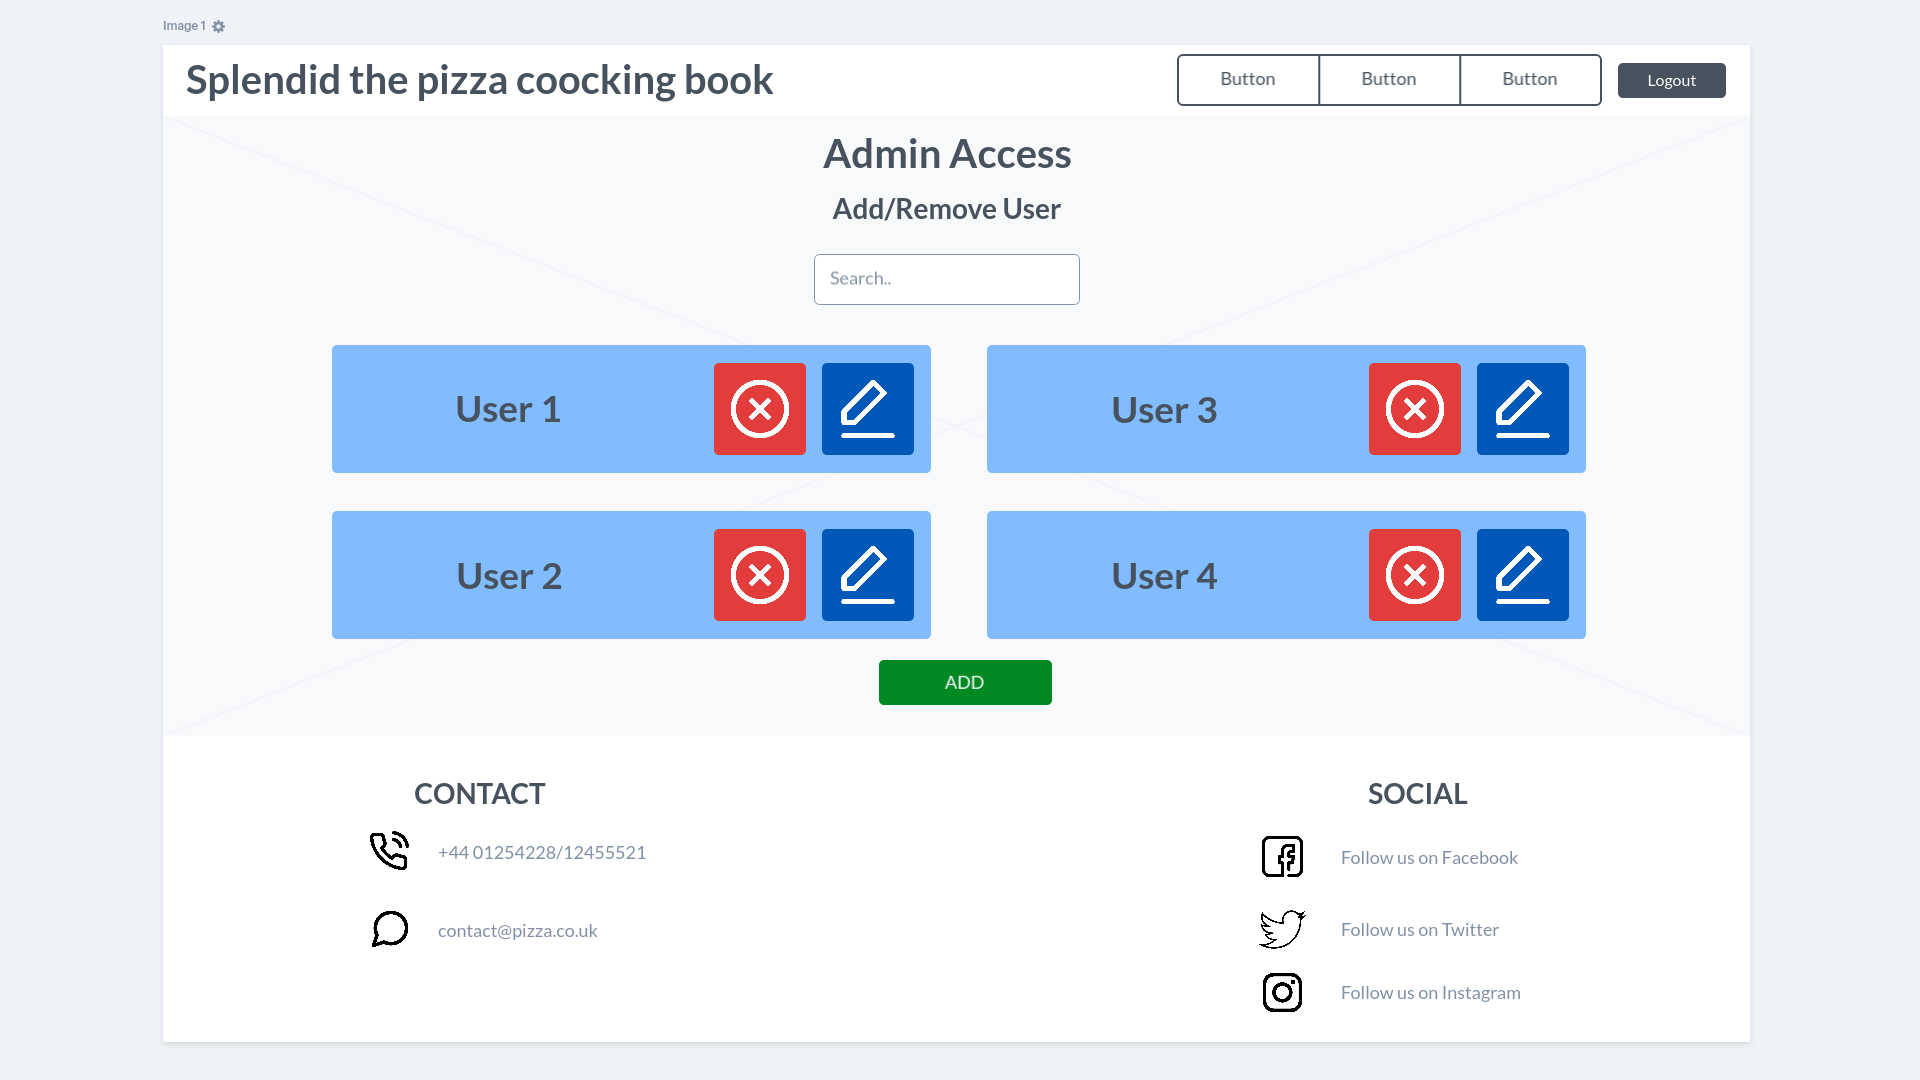 Image 1
Splendid the pizza coocking book
Button Button Button Logout
Admin Access
Add/Remove User
Search..
User 1
User 3
User 2
User 4
ADD
CONTACT
+44 01254228/12455521
contact@pizza.co.uk
SOCIAL
Follow us on Facebook
Follow us on Twitter
Follow us on Instagram